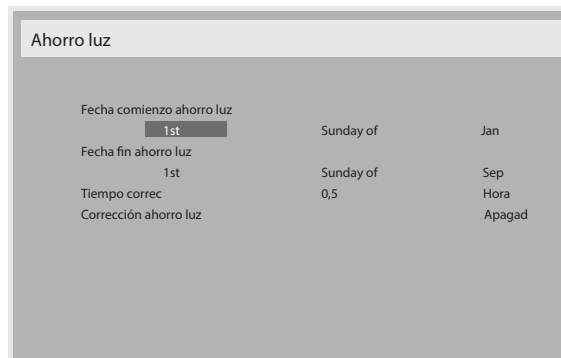 Ahorro luz
Fecha comienzo ahorro luz
1st Sunday of Jan
Fecha fin ahorro luz
1st Sunday of Sep
Tiempo correc 0,5 Hora
Corrección ahorro luz Apagad